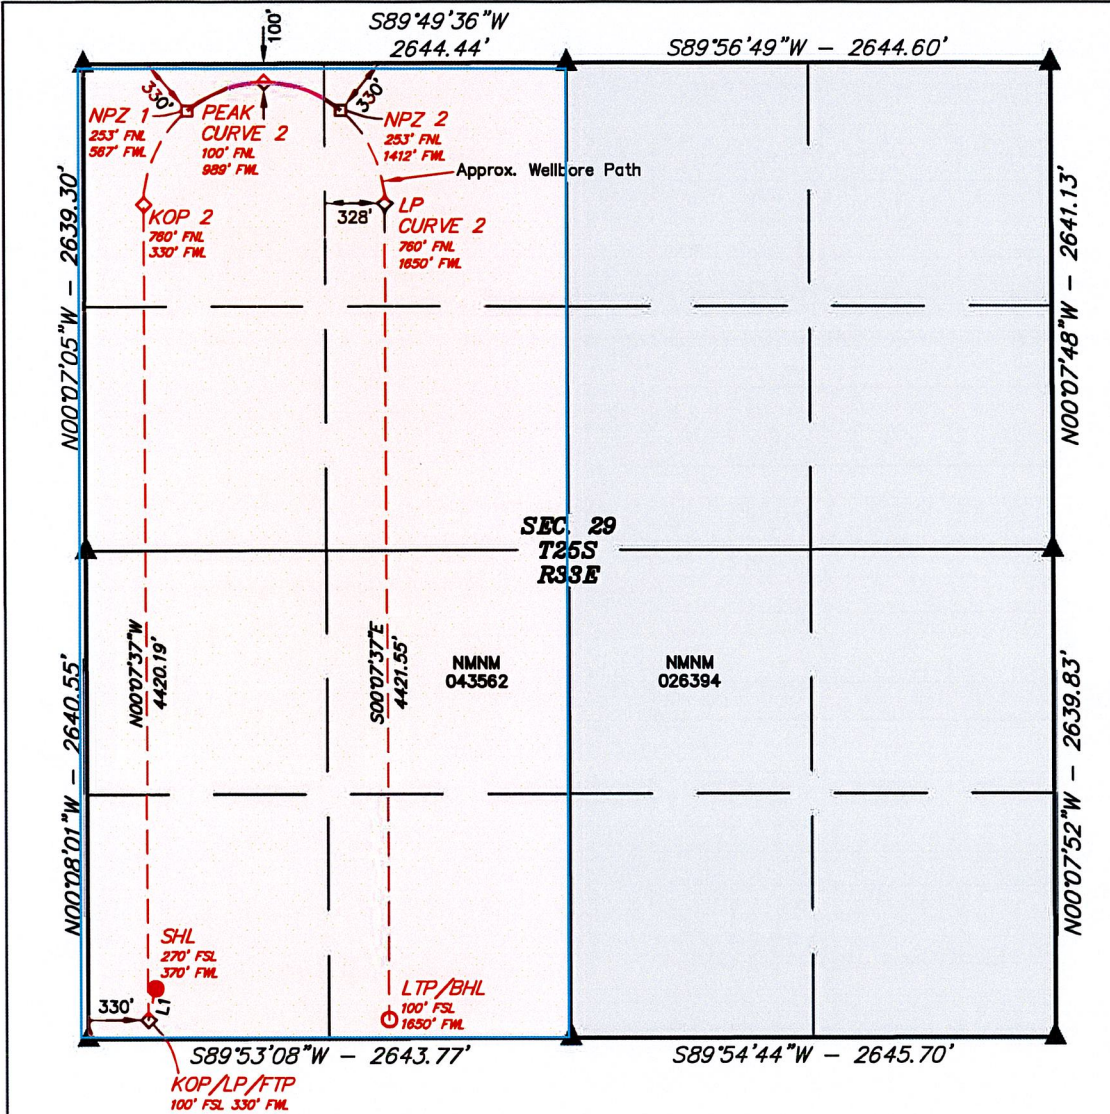 S89°49'36"W
2644.44'
S89°56'49"W - 2644.60'
100'
330'
330'
NPZ 1
253' FNL
567' FWL
PEAK
CURVE 2
100' FNL
989' FWL
NPZ 2
253' FNL
1412' FWL
Approx. Wellbore Path
328'
KOP 2
760' FNL
330' FWL
LP
CURVE 2
760' FNL
1650' FWL
N00°07'05"W - 2639.30'
N00°07'48"W - 2641.13'
SEC. 29
T25S
R33E
N00°07'37"W
4420.19'
S00°07'37"E
4421.55'
NMNM
043562
NMNM
026394
N00°08'01"W - 2640.55'
N00°07'52"W - 2639.83'
SHL
270' FSL
370' FWL
L1
330'
LTP/BHL
100' FSL
1650' FWL
S89°53'08"W - 2643.77'
S89°54'44"W - 2645.70'
KOP/LP/FTP
100' FSL 330' FWL